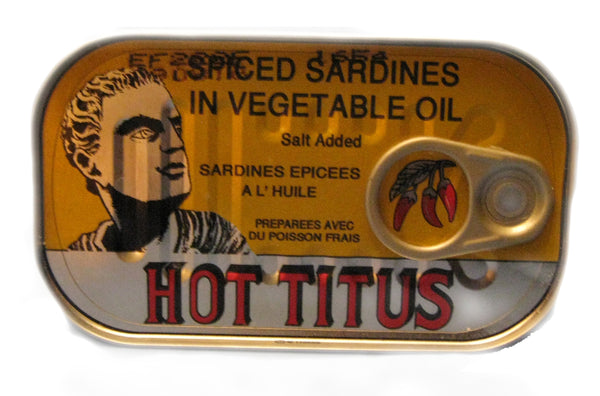 SPICED SARDINES
IN VEGETABLE OIL
Salt Added
SARDINES EPICEES
A L' HUILE
PREPAREES AVEC
DU POISSON FRAIS
HOT TITUS